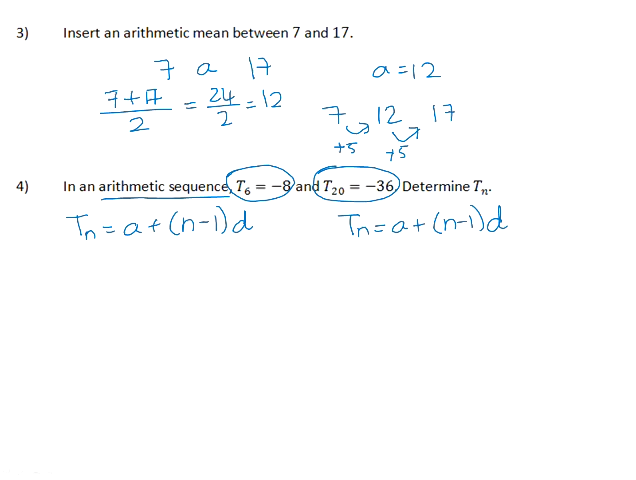 3) Insert an arithmetic mean between 7 and 17.
7 a 17 a = 12
7+17/2 = 24/2 = 12
7 12 17
+5 +5
4) In an arithmetic sequence, T₆ = −8 and T₂₀ = −36. Determine Tₙ.
Tₙ = a + (n−1)d Tₙ = a + (n−1)d